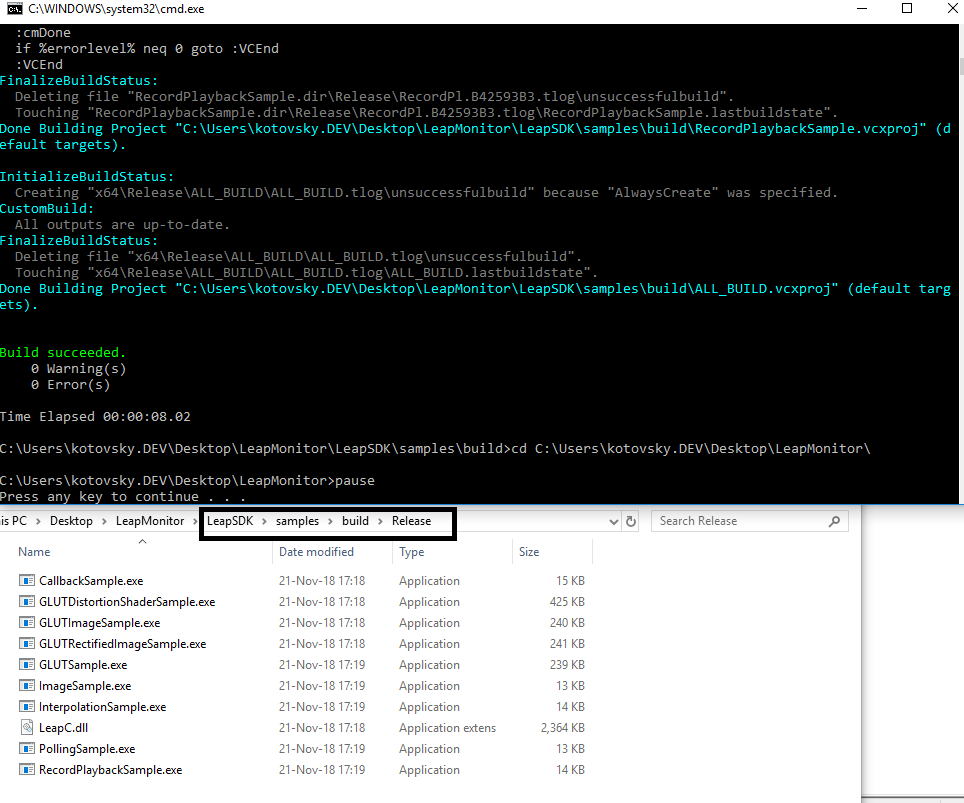 C:\WINDOWS\system32\cmd.exe
:cmDone
if %errorlevel% neq 0 goto :VCEnd
:VCEnd
FinalizeBuildStatus:
Deleting file "RecordPlaybackSample.dir\Release\RecordPl.B42593B3.tlog\unsuccessfulbuild".
Touching "RecordPlaybackSample.dir\Release\RecordPl.B42593B3.tlog\RecordPlaybackSample.lastbuildstate".
Done Building Project "C:\Users\kotovsky.DEV\Desktop\LeapMonitor\LeapSDK\samples\build\RecordPlaybackSample.vcxproj" (d
efault targets).
InitializeBuildStatus:
Creating "x64\Release\ALL_BUILD\ALL_BUILD.tlog\unsuccessfulbuild" because "AlwaysCreate" was specified.
CustomBuild:
All outputs are up-to-date.
FinalizeBuildStatus:
Deleting file "x64\Release\ALL_BUILD\ALL_BUILD.tlog\unsuccessfulbuild".
Touching "x64\Release\ALL_BUILD\ALL_BUILD.tlog\ALL_BUILD.lastbuildstate".
Done Building Project "C:\Users\kotovsky.DEV\Desktop\LeapMonitor\LeapSDK\samples\build\ALL_BUILD.vcxproj" (default targ
ets).
Build succeeded.
0 Warning(s)
0 Error(s)
Time Elapsed 00:00:08.02
C:\Users\kotovsky.DEV\Desktop\LeapMonitor\LeapSDK\samples\build>cd C:\Users\kotovsky.DEV\Desktop\LeapMonitor\
C:\Users\kotovsky.DEV\Desktop\LeapMonitor>pause
Press any key to continue . . .
is PC > Desktop > LeapMonitor > LeapSDK > samples > build > Release Search Release
Name Date modified Type Size
CallbackSample.exe 21-Nov-18 17:18 Application 15 KB
GLUTDistortionShaderSample.exe 21-Nov-18 17:18 Application 425 KB
GLUTImageSample.exe 21-Nov-18 17:18 Application 240 KB
GLUTRectifiedImageSample.exe 21-Nov-18 17:18 Application 241 KB
GLUTSample.exe 21-Nov-18 17:19 Application 239 KB
ImageSample.exe 21-Nov-18 17:19 Application 13 KB
InterpolationSample.exe 21-Nov-18 17:19 Application 14 KB
LeapC.dll 21-Nov-18 17:18 Application extens 2,364 KB
PollingSample.exe 21-Nov-18 17:19 Application 13 KB
RecordPlaybackSample.exe 21-Nov-18 17:19 Application 14 KB